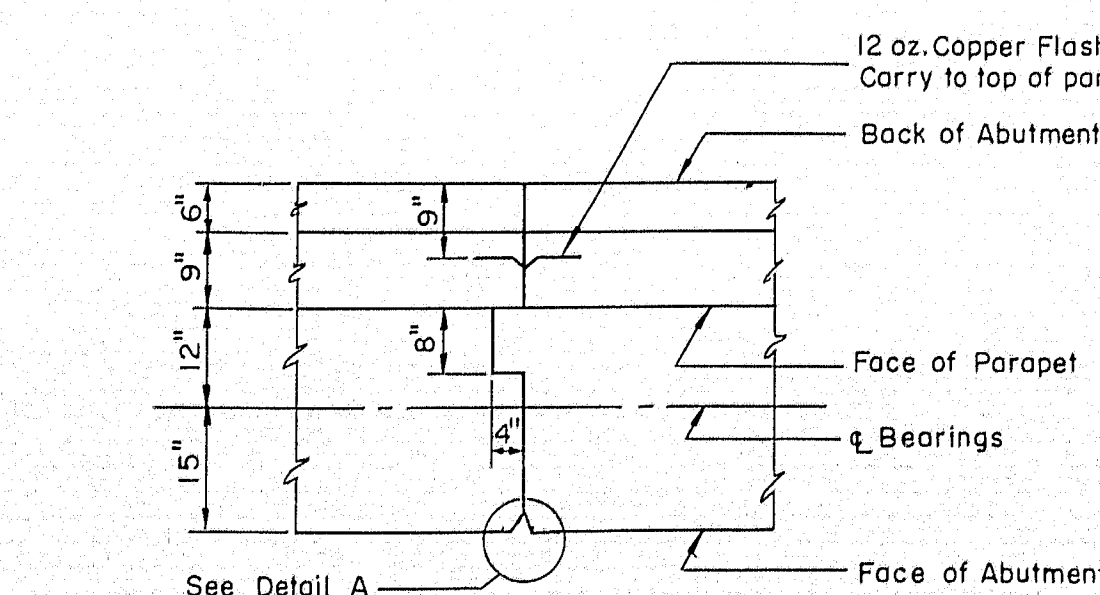 12 oz. Copper Flash
Carry to top of par
Back of Abutment
6"
9"
9"
12"
8"
Face of Parapet
4"
15"
℄ Bearings
See Detail A
Face of Abutment